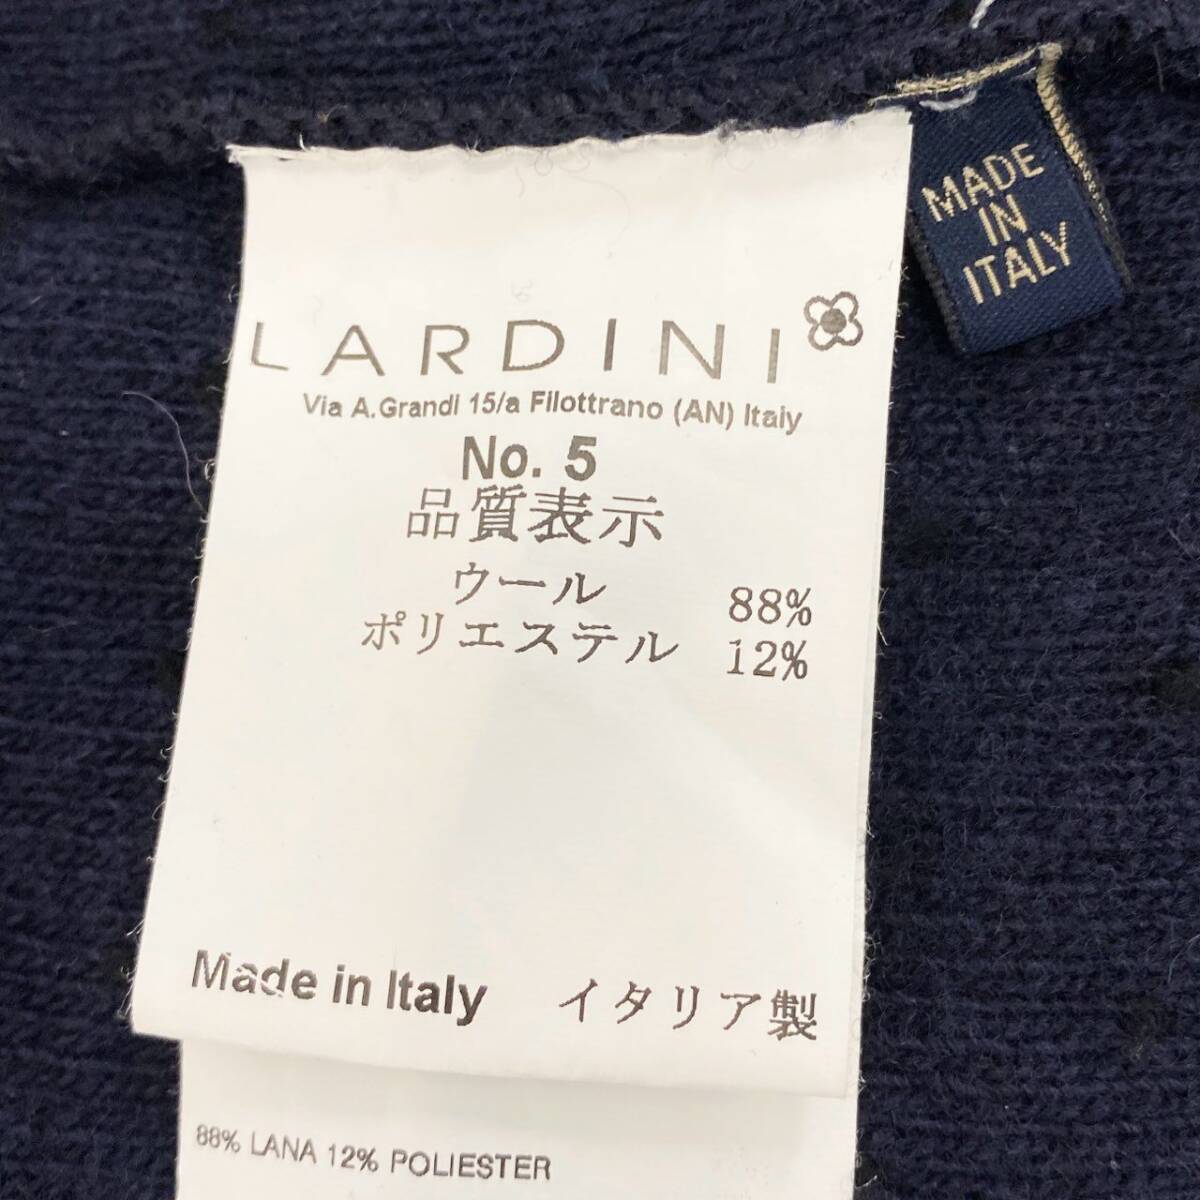 MADE
IN
ITALY
LARDINI
Via A.Grandi 15/a Filottrano (AN) Italy
No. 5
品質表示
ウール 88%
ポリエステル 12%
Made in Italy イタリア製
88% LANA 12% POLIESTER